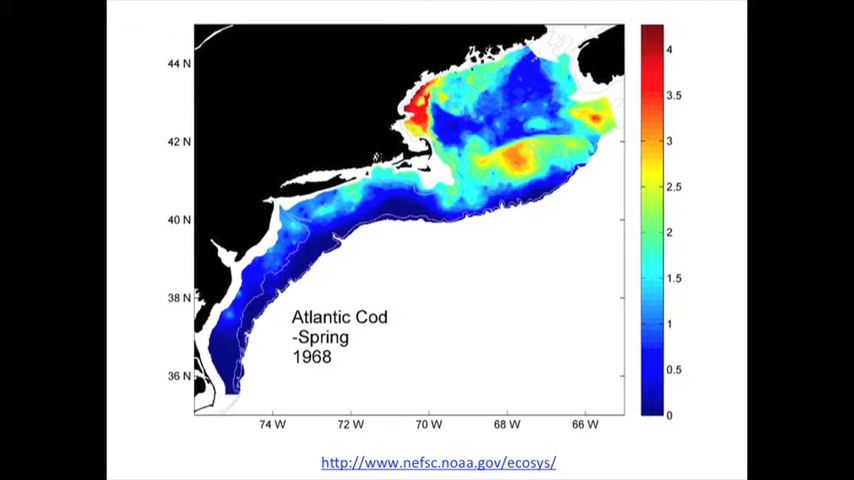 44 N
42 N
40 N
38 N
36 N
74 W
72 W
70 W
68 W
66 W
4
3.5
3
2.5
2
1.5
1
0.5
0
Atlantic Cod
-Spring
1968
http://www.nefsc.noaa.gov/ecosys/